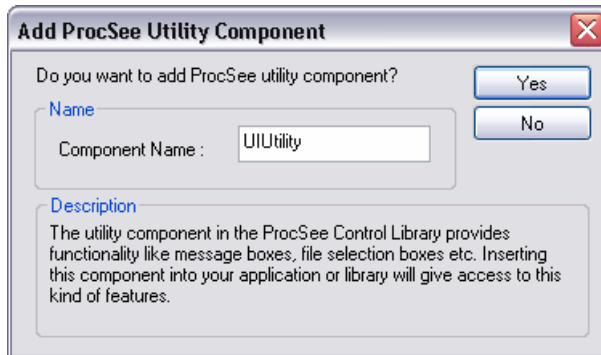 Add ProcSee Utility Component
Do you want to add ProcSee utility component?
Yes
Name
No
Component Name :
UIUtility
Description
The utility component in the ProcSee Control Library provides
functionality like message boxes, file selection boxes etc. Inserting
this component into your application or library will give access to this
kind of features.